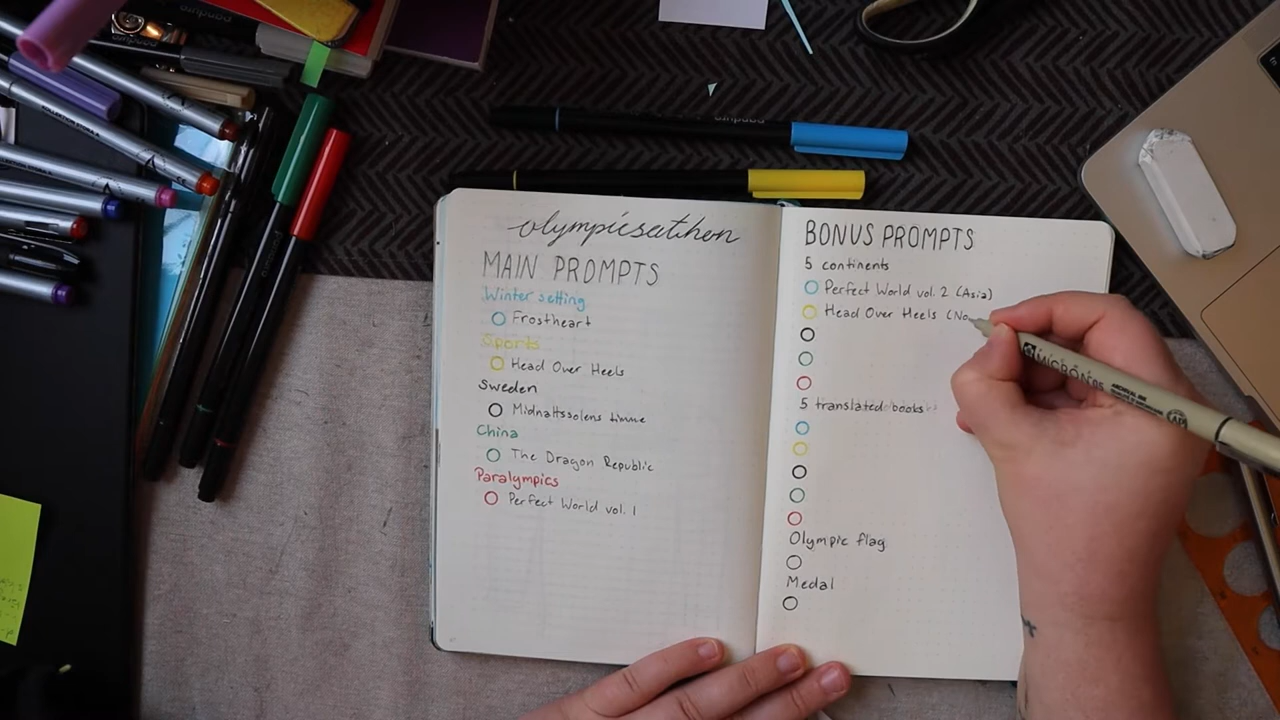 olympicsathon
MAIN PROMPTS
Winter setting
Frostheart
Sports
Head Over Heels
Sweden
Midnattssolens timme
China
The Dragon Republic
Paralympics
Perfect World vol. 1
BONUS PROMPTS
5 continents
Perfect World vol. 2 (Asia)
Head Over Heels (No
5 translated books
Olympic flag
Medal
MICRON